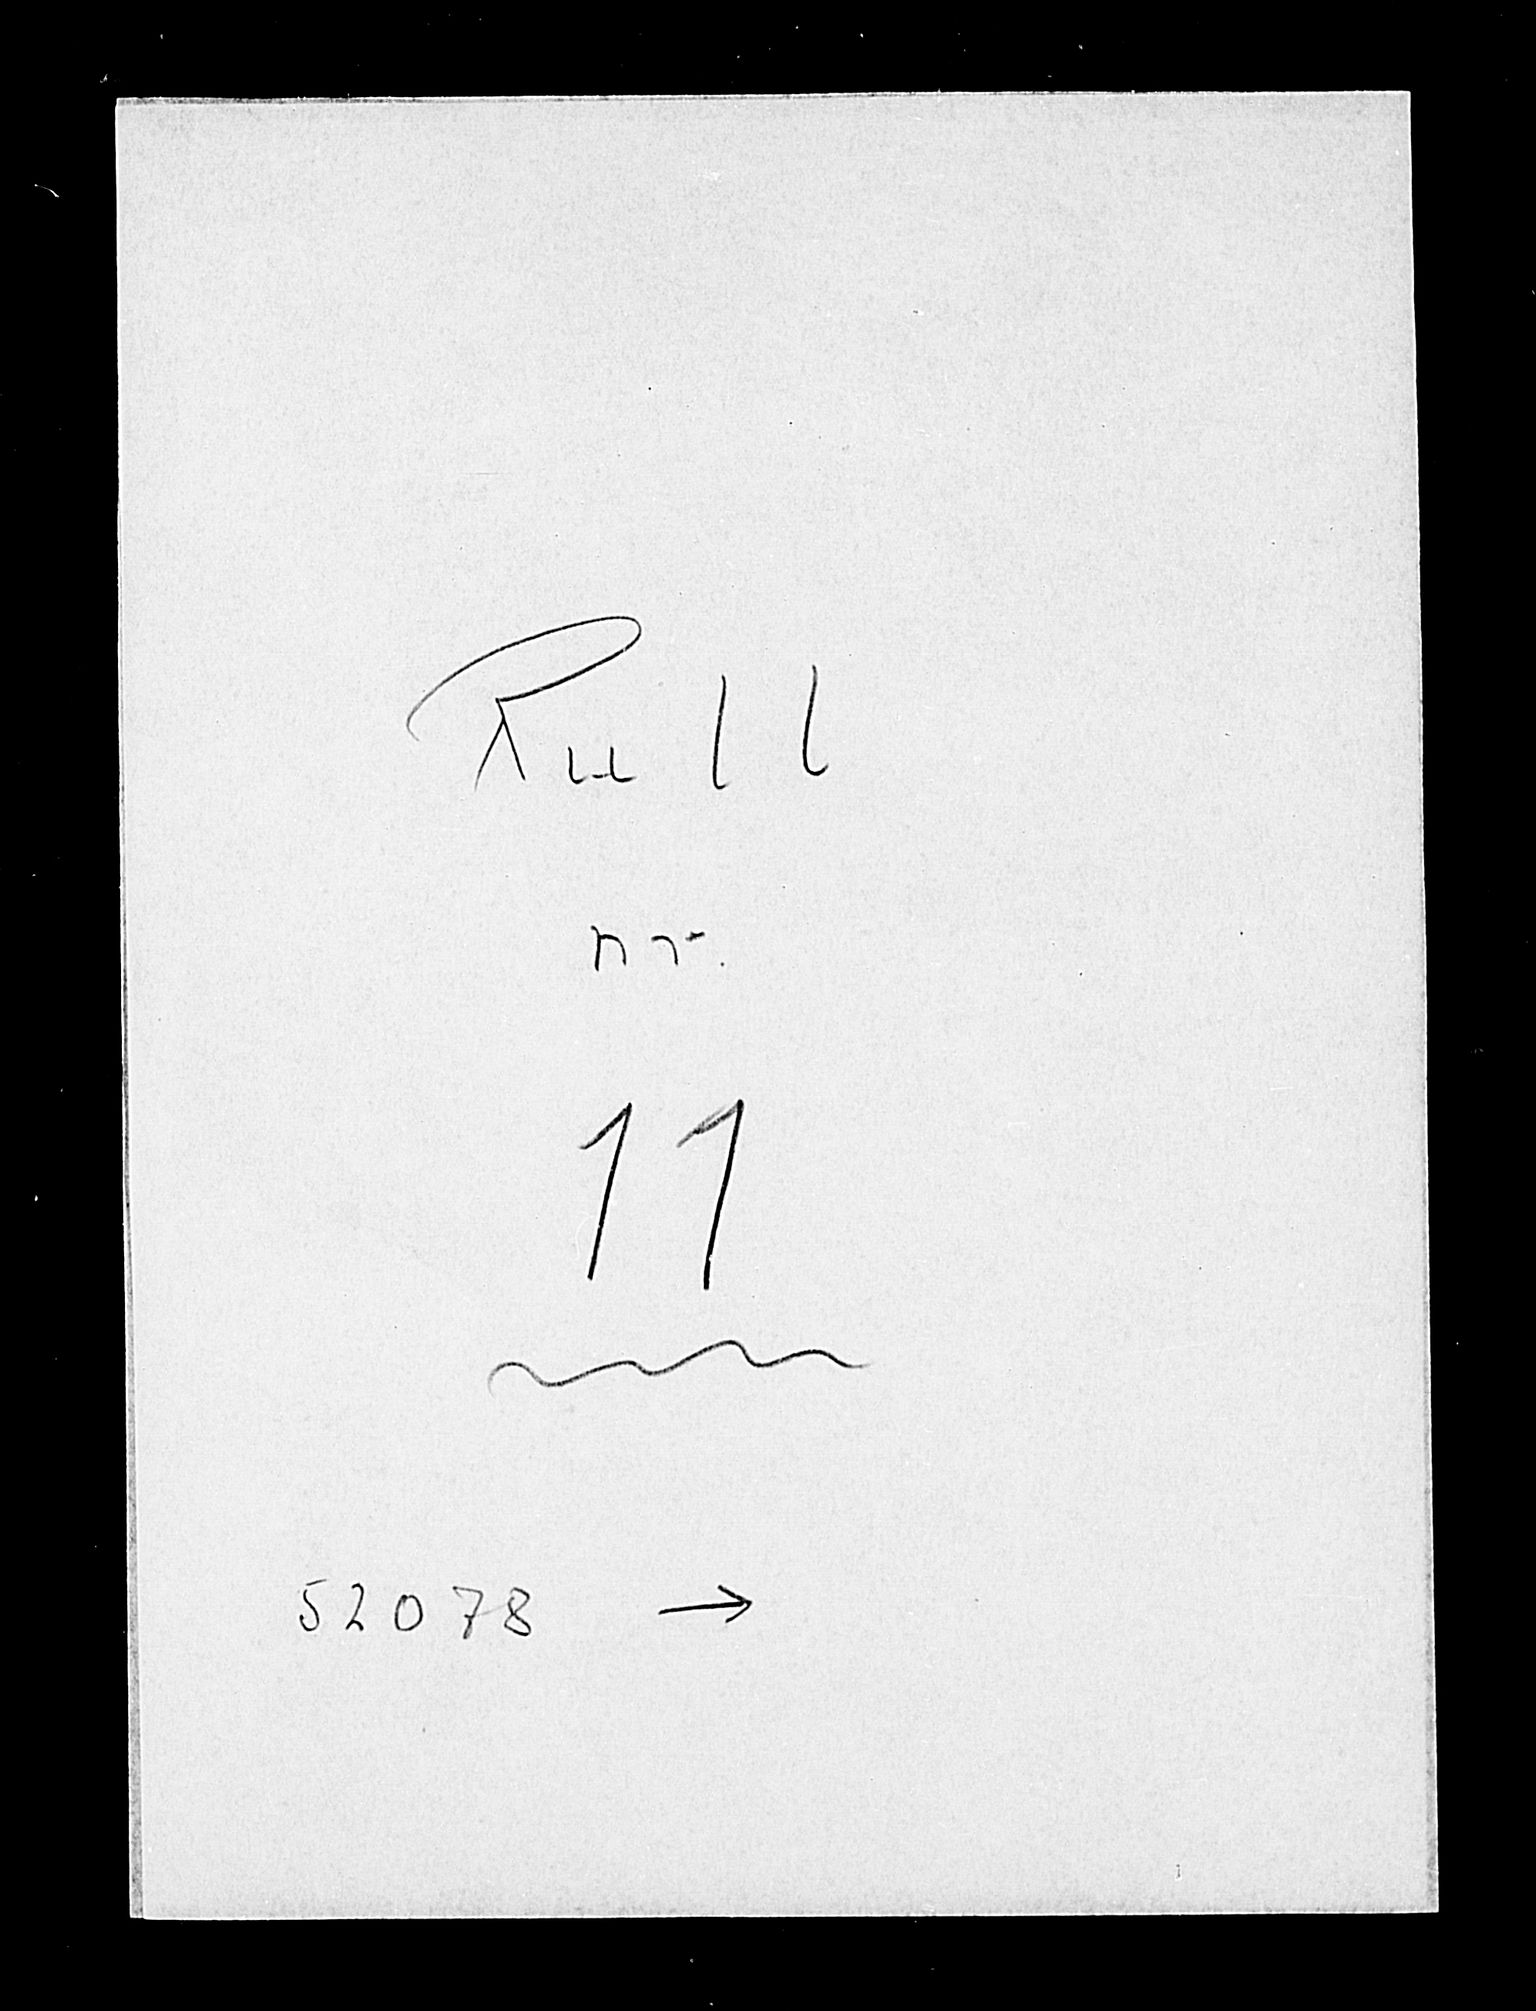 Rull
nr.
11
52078 →